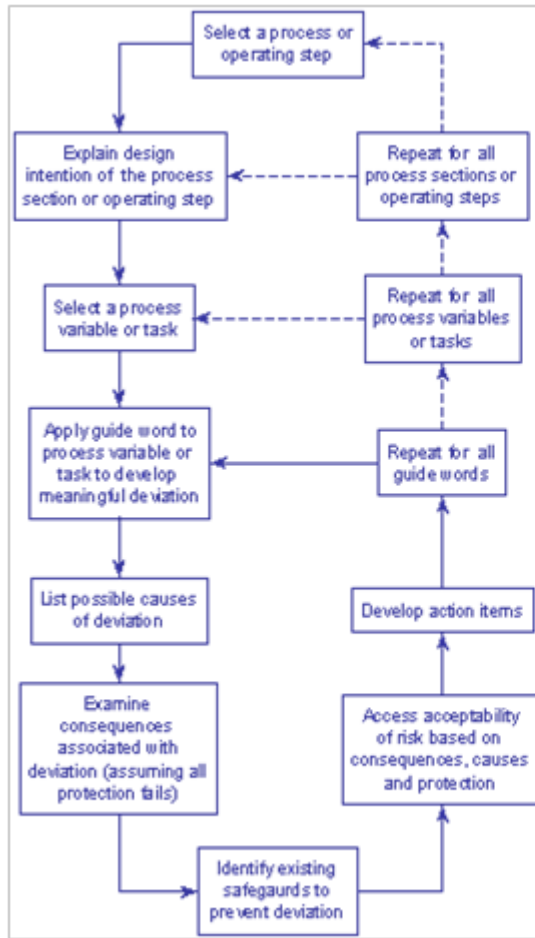 Select a process or
operating step
Explain design
intention of the process
section or operating step
Repeat for all
process sections or
operating steps
Select a process
variable or task
Repeat for all
process variables
or tasks
Apply guide word to
process variable or
task to develop
meaningful deviation
Repeat for all
guide words
List possible causes
of deviation
Develop action items
Examine
consequences
associated with
deviation (assuming all
protection fails)
Access acceptability
of risk based on
consequences, causes
and protection
Identify existing
safegaurds to
prevent deviation